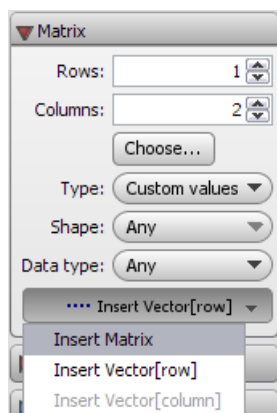 Matrix
Rows: 1
Columns: 2
Choose...
Type: Custom values
Shape: Any
Data type: Any
Insert Vector[row]
Insert Matrix
Insert Vector[row]
Insert Vector[column]